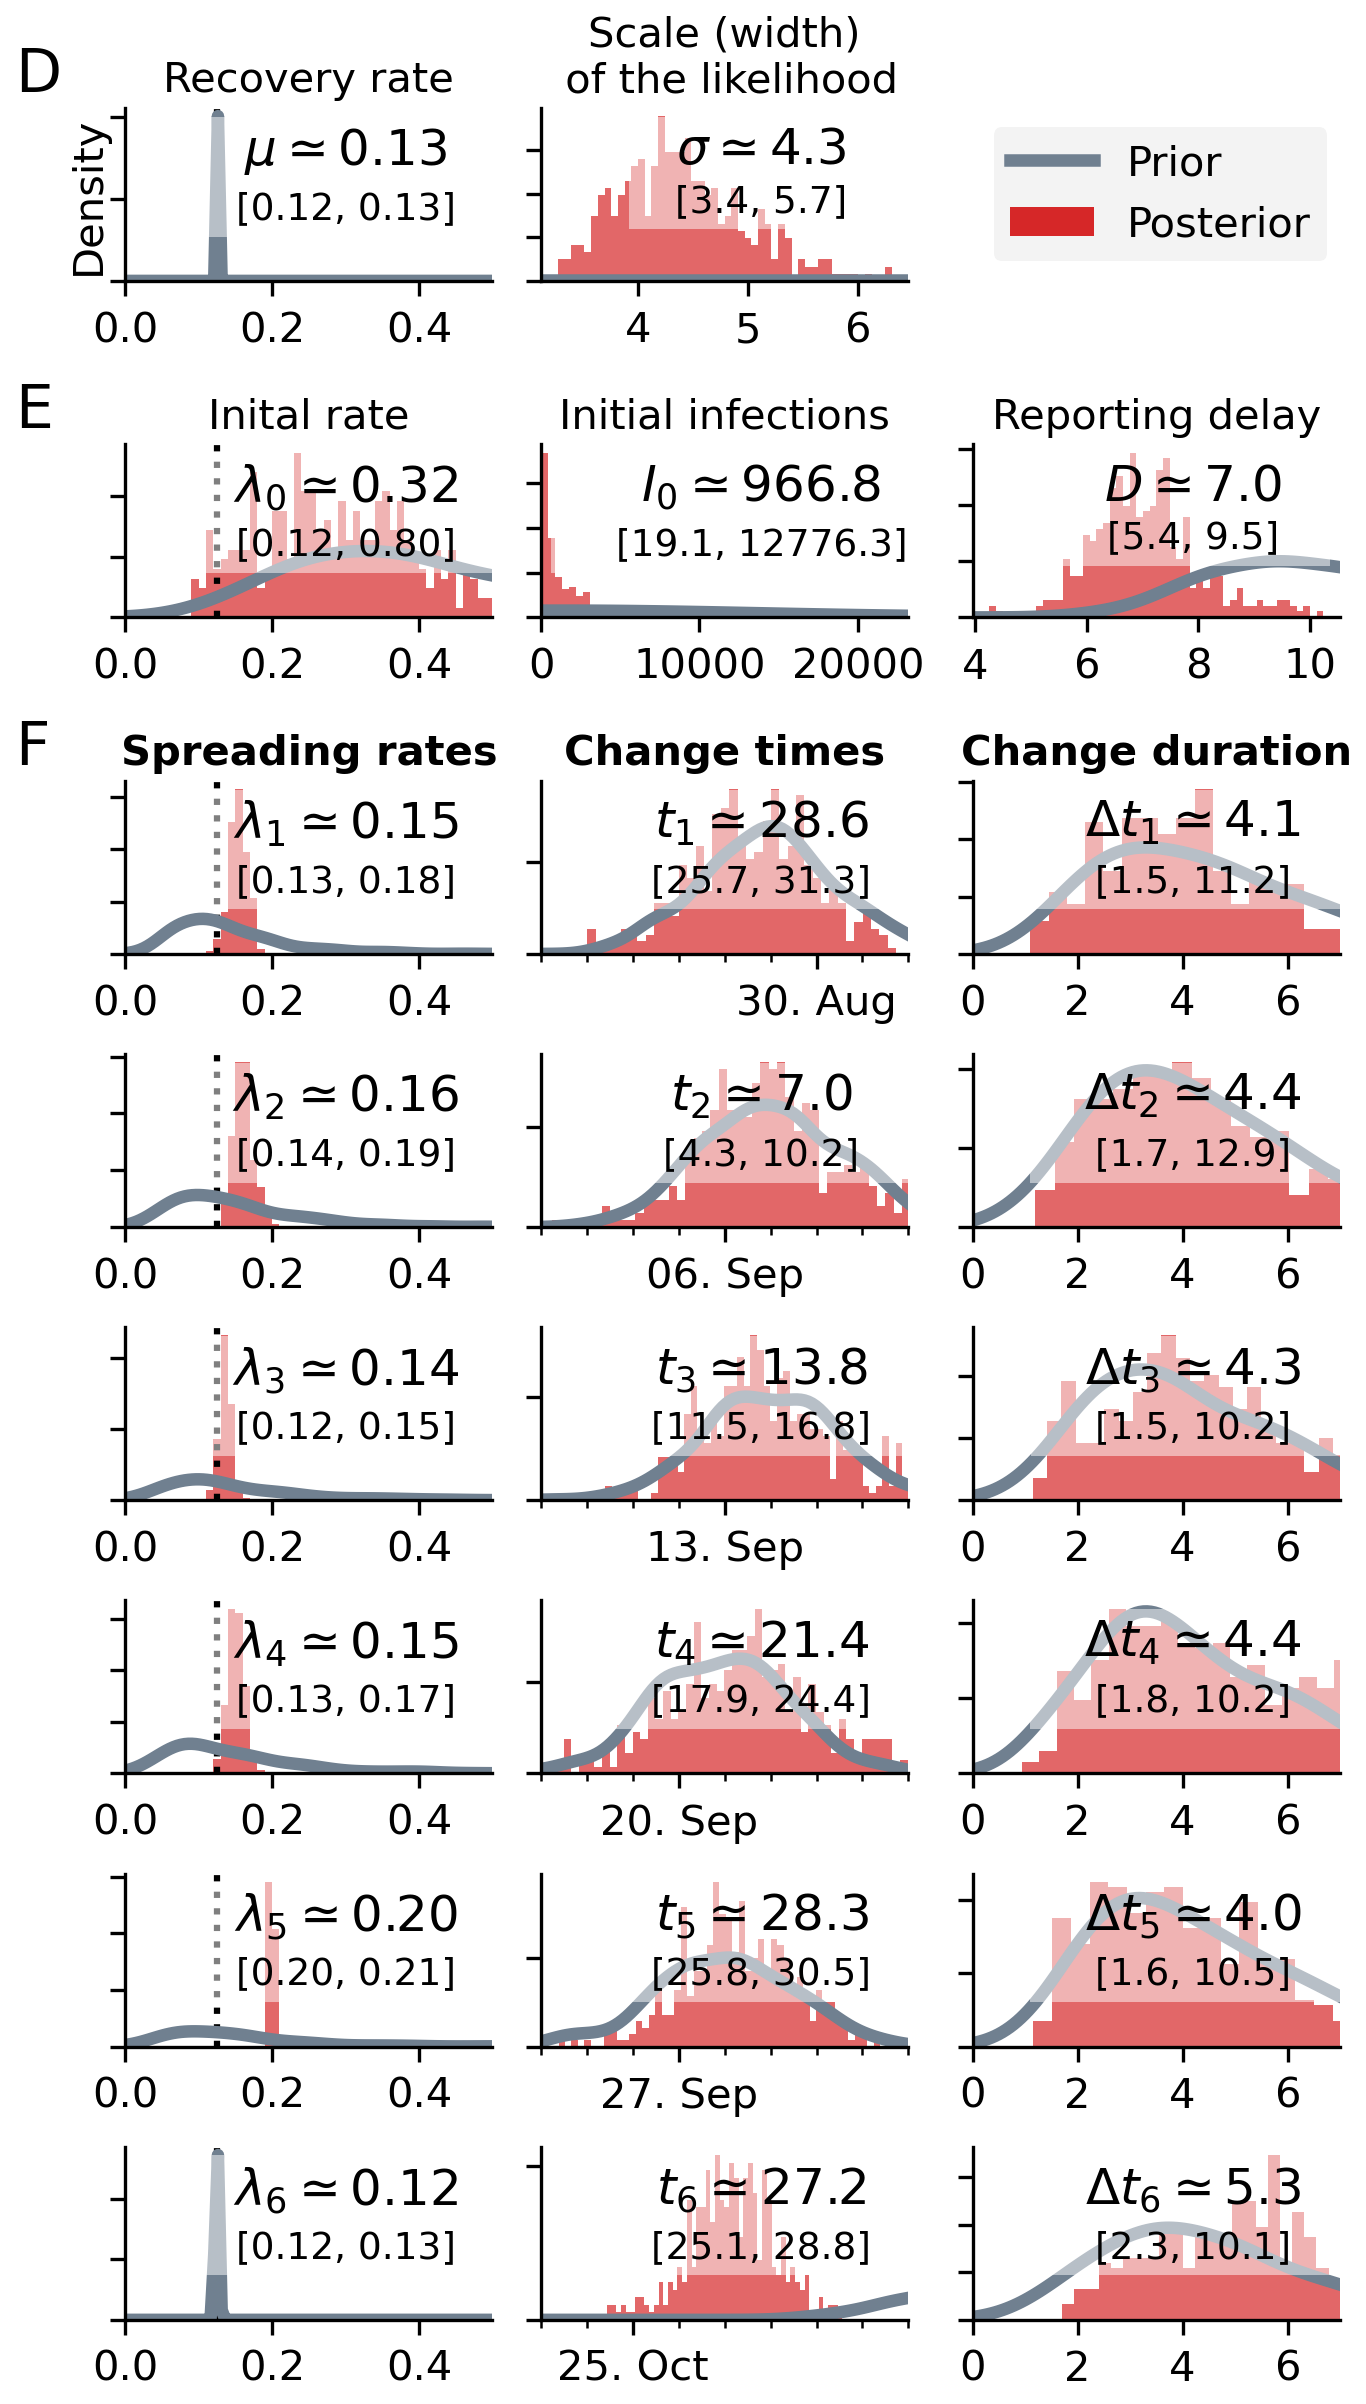 D
Recovery rate
Scale (width)
of the likelihood
Density
μ ≃ 0.13
[0.12, 0.13]
0.0 0.2 0.4
σ ≃ 4.3
[3.4, 5.7]
4 5 6
Prior
Posterior
E
Inital rate
Initial infections
Reporting delay
λ0 ≃ 0.32
[0.12, 0.80]
0.0 0.2 0.4
I0 ≃ 966.8
[19.1, 12776.3]
0 10000 20000
D ≃ 7.0
[5.4, 9.5]
4 6 8 10
F
Spreading rates
Change times
Change duration
λ1 ≃ 0.15
[0.13, 0.18]
0.0 0.2 0.4
t1 ≃ 28.6
[25.7, 31.3]
30. Aug
Δt1 ≃ 4.1
[1.5, 11.2]
0 2 4 6
λ2 ≃ 0.16
[0.14, 0.19]
0.0 0.2 0.4
t2 ≃ 7.0
[4.3, 10.2]
06. Sep
Δt2 ≃ 4.4
[1.7, 12.9]
0 2 4 6
λ3 ≃ 0.14
[0.12, 0.15]
0.0 0.2 0.4
t3 ≃ 13.8
[11.5, 16.8]
13. Sep
Δt3 ≃ 4.3
[1.5, 10.2]
0 2 4 6
λ4 ≃ 0.15
[0.13, 0.17]
0.0 0.2 0.4
t4 ≃ 21.4
[17.9, 24.4]
20. Sep
Δt4 ≃ 4.4
[1.8, 10.2]
0 2 4 6
λ5 ≃ 0.20
[0.20, 0.21]
0.0 0.2 0.4
t5 ≃ 28.3
[25.8, 30.5]
27. Sep
Δt5 ≃ 4.0
[1.6, 10.5]
0 2 4 6
λ6 ≃ 0.12
[0.12, 0.13]
0.0 0.2 0.4
t6 ≃ 27.2
[25.1, 28.8]
25. Oct
Δt6 ≃ 5.3
[2.3, 10.1]
0 2 4 6